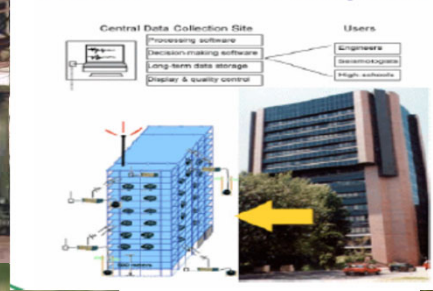 Central Data Collection Site
Users
Processing software
Decision-making software
Long-term data storage
Display & quality control
Engineers
Seismologists
High-schools